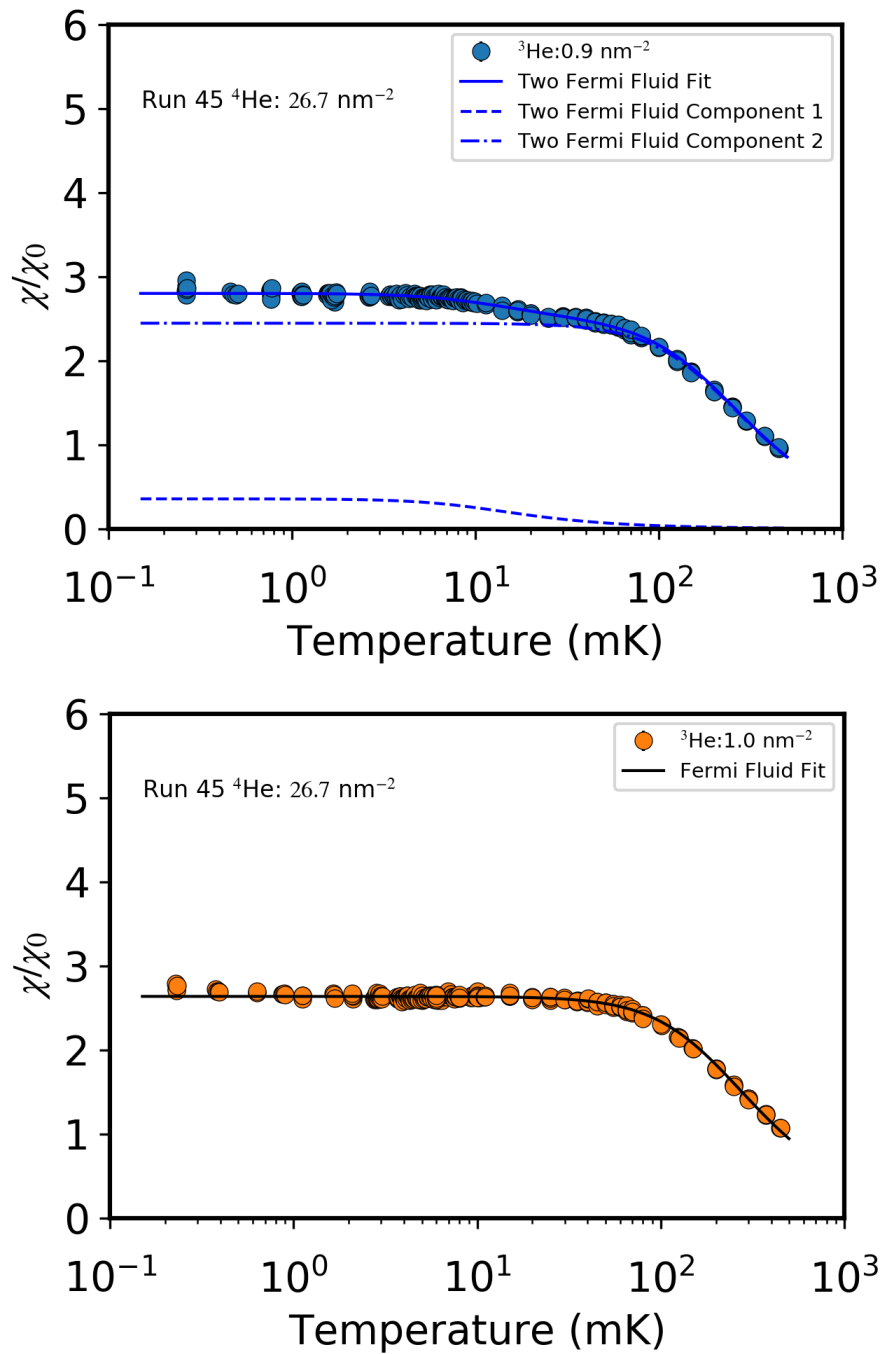 6
5
4
3
2
1
0
χ/χ0
³He:0.9 nm⁻²
Two Fermi Fluid Fit
Two Fermi Fluid Component 1
Two Fermi Fluid Component 2
Run 45 ⁴He: 26.7 nm⁻²
10⁻¹ 10⁰ 10¹ 10² 10³
Temperature (mK)
6
5
4
3
2
1
0
χ/χ0
³He:1.0 nm⁻²
Fermi Fluid Fit
Run 45 ⁴He: 26.7 nm⁻²
10⁻¹ 10⁰ 10¹ 10² 10³
Temperature (mK)